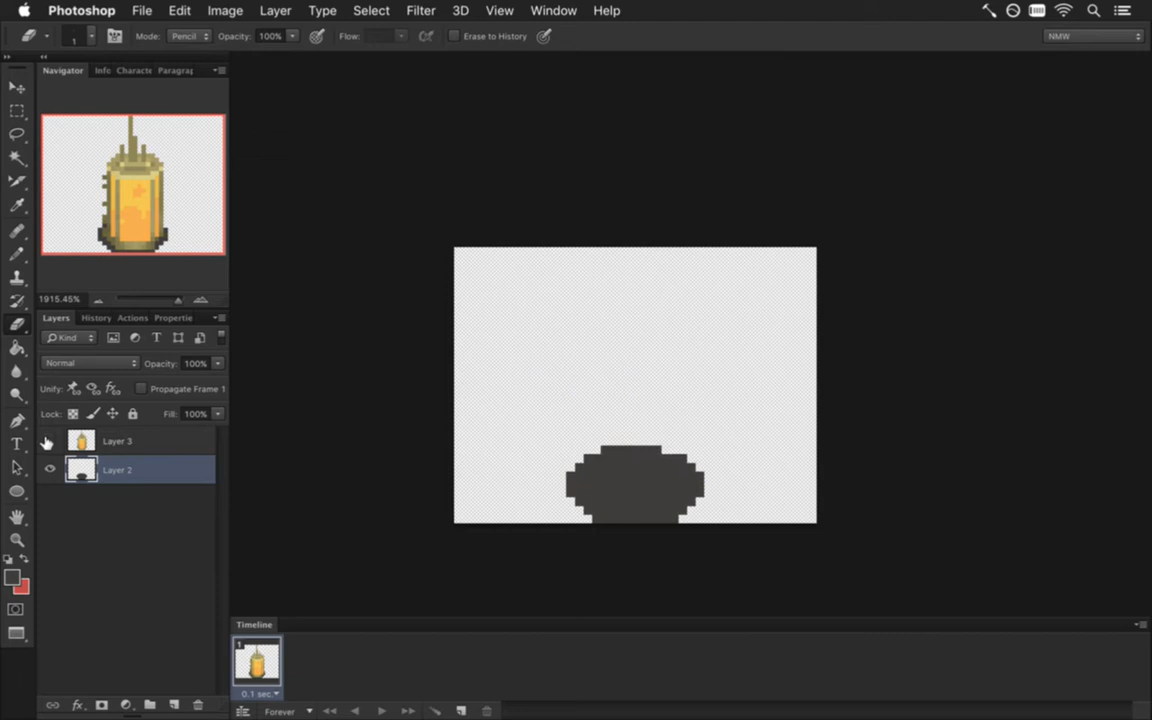 Photoshop File Edit Image Layer Type Select Filter 3D View Window Help
1 Mode: Pencil Opacity: 100% Flow: Erase to History NMW
Navigator Info Characte Paragrap
1915.45%
Layers History Actions Propertie
Kind
Normal Opacity: 100%
Unify: Propagate Frame 1
Lock: Fill: 100%
Layer 3
Layer 2
T
fx
Timeline
1
0.1 sec.
Forever